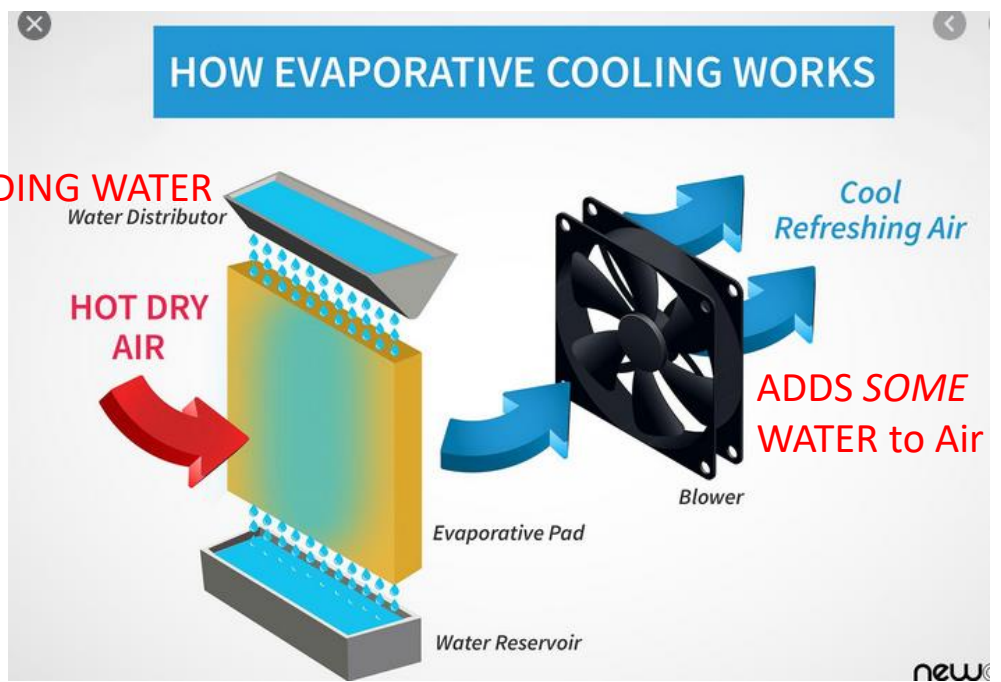 HOW EVAPORATIVE COOLING WORKS
DING WATER
Water Distributor
Cool
Refreshing Air
HOT DRY
AIR
ADDS SOME
WATER to Air
Blower
Evaporative Pad
Water Reservoir
new